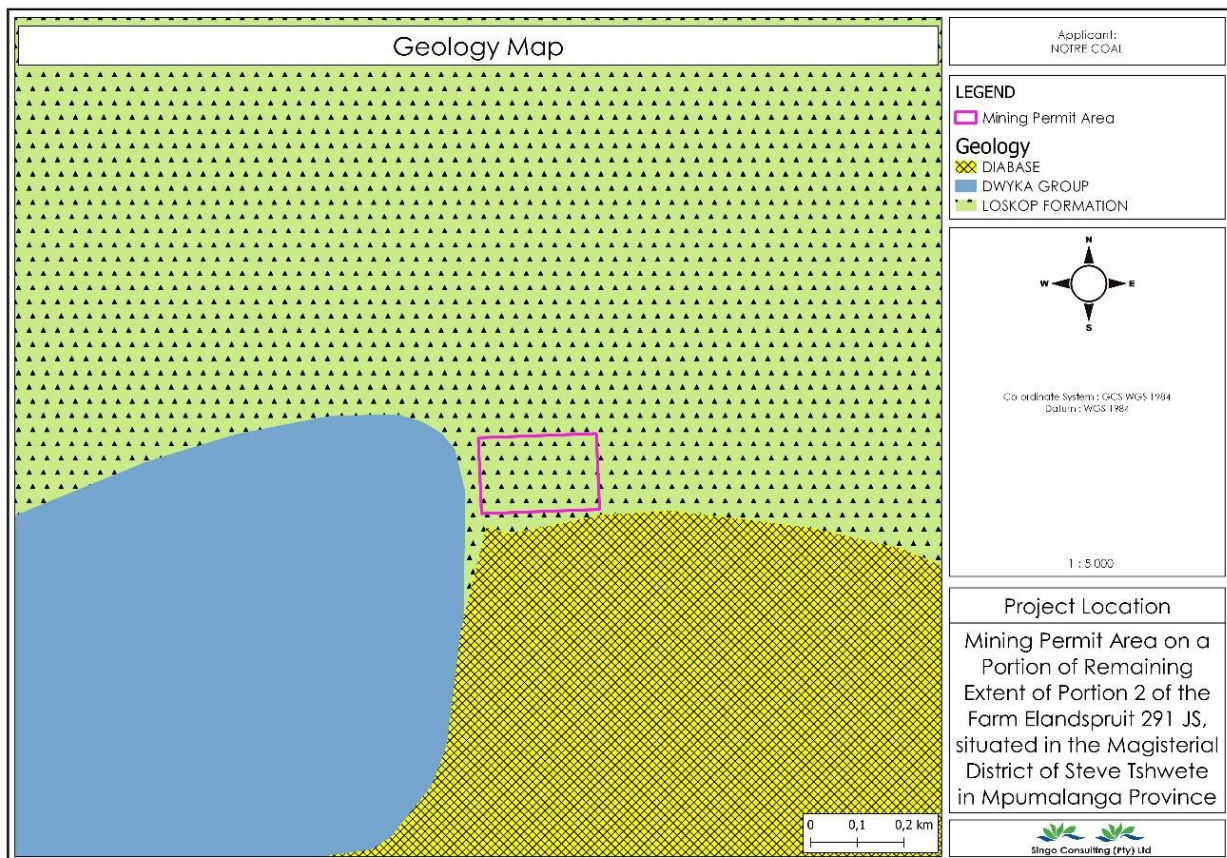 Geology Map
Applicant:
NOTRE COAL
LEGEND
Mining Permit Area
Geology
DIABASE
DWYKA GROUP
LOSKOP FORMATION
N
W E
S
Co ordinate System : GCS WGS 1984
Datum : WGS 1984
1 : 5 000
Project Location
Mining Permit Area on a
Portion of Remaining
Extent of Portion 2 of the
Farm Elandspruit 291 JS,
situated in the Magisterial
District of Steve Tshwete
in Mpumalanga Province
0 0,1 0,2 km
Singo Consulting (Pty) Ltd